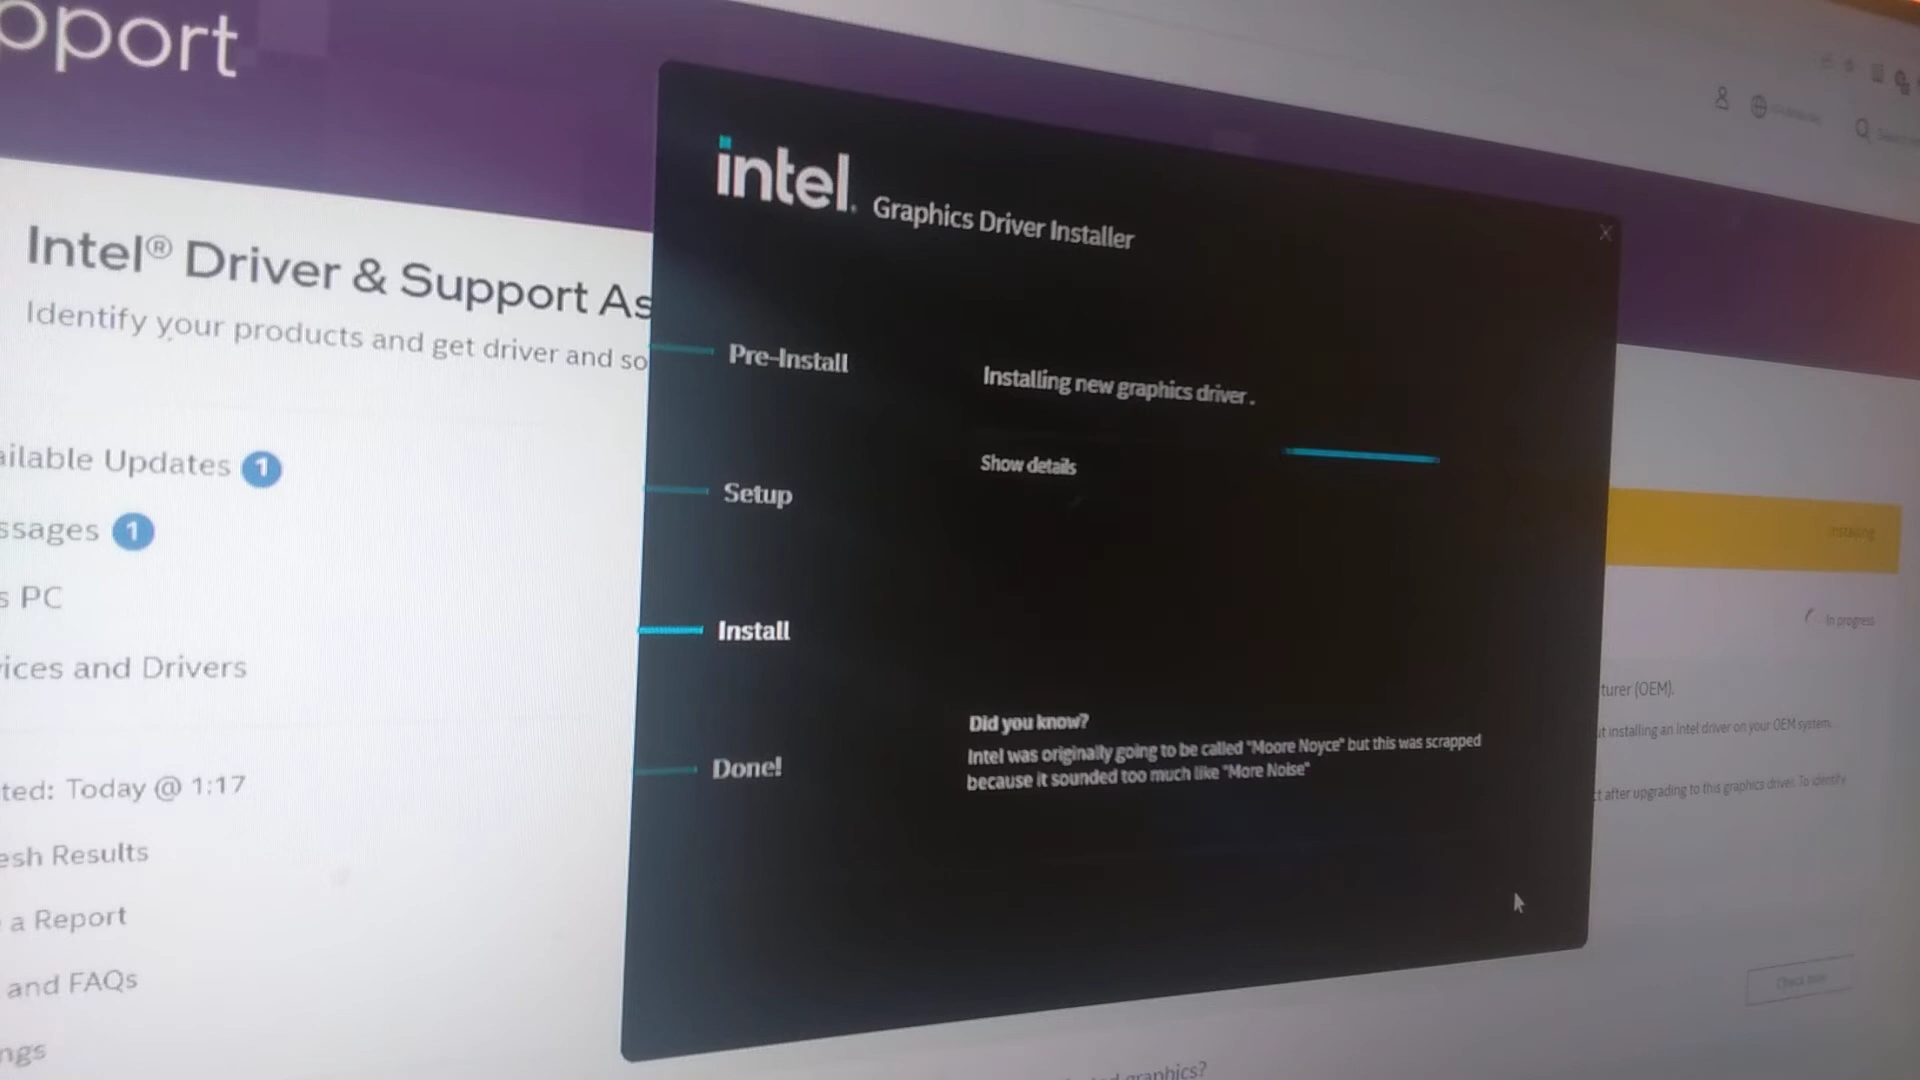 pport
Intel® Driver & Support As
Identify your products and get driver and so
ailable Updates 1
ssages 1
s PC
ices and Drivers
ted: Today @ 1:17
esh Results
a Report
and FAQs
ngs
intel. Graphics Driver Installer
Pre-Install
Setup
Install
Done!
Installing new graphics driver .
Show details
Did you know?
Intel was originally going to be called "Moore Noyce" but this was scrapped
because it sounded too much like "More Noise"
Installing
In progress
turer (OEM).
ut installing an Intel driver on your OEM system.
ct after upgrading to this graphics driver. To identify
graphics?